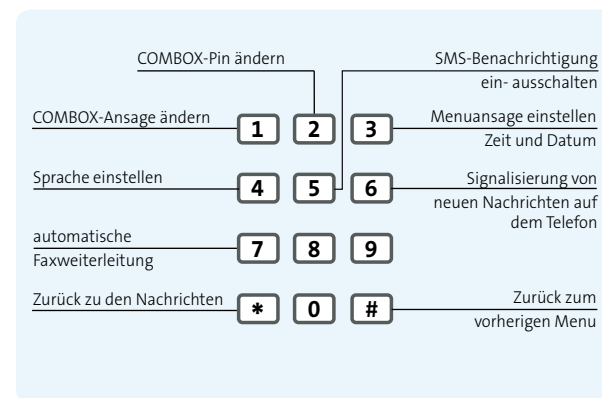 COMBOX-Pin ändern
SMS-Benachrichtigung
ein- ausschalten
COMBOX-Ansage ändern
1 2 3
Menuansage einstellen
Zeit und Datum
Sprache einstellen
4 5 6
Signalisierung von
neuen Nachrichten auf
dem Telefon
automatische
Faxweiterleitung
7 8 9
Zurück zu den Nachrichten
* 0 #
Zurück zum
vorherigen Menu